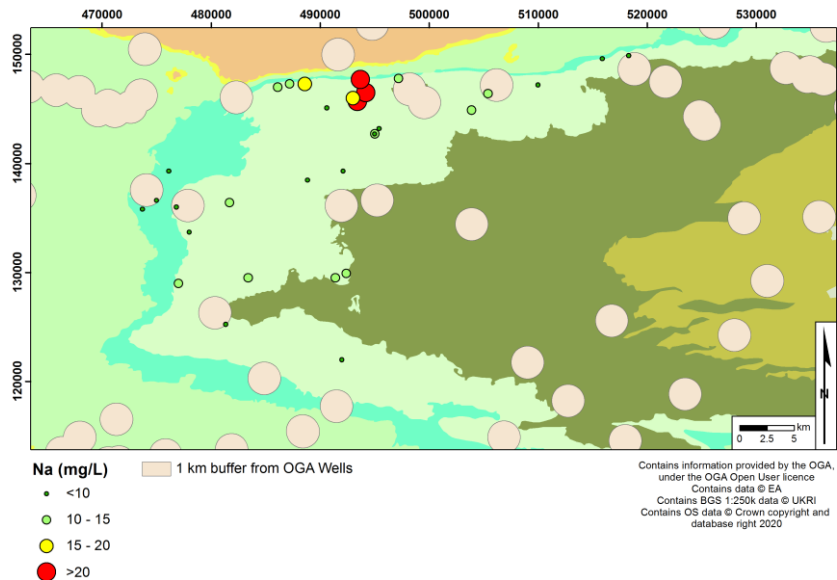 470000 480000 490000 500000 510000 520000 530000
150000
140000
130000
120000
N
0 2.5 5 km
Na (mg/L)
1 km buffer from OGA Wells
<10
10 - 15
15 - 20
>20
Contains information provided by the OGA,
under the OGA Open User licence
Contains data © EA
Contains BGS 1:250k data © UKRI
Contains OS data © Crown copyright and
database right 2020